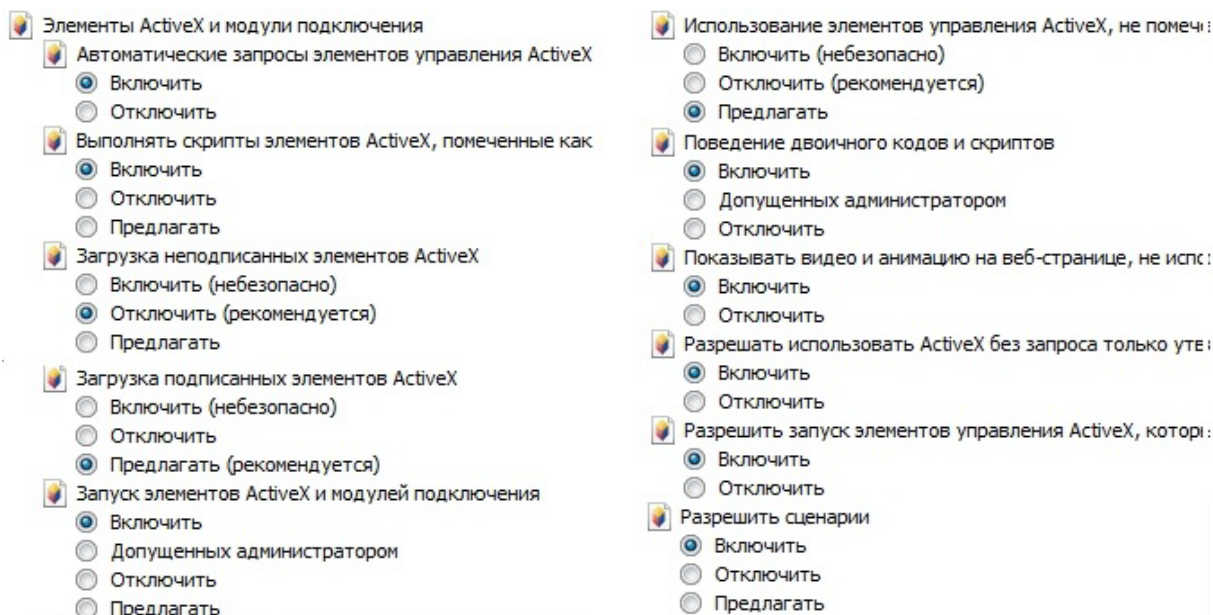 Элементы ActiveX и модули подключения
Автоматические запросы элементов управления ActiveX
Включить
Отключить
Выполнять скрипты элементов ActiveX, помеченные как
Включить
Отключить
Предлагать
Загрузка неподписанных элементов ActiveX
Включить (небезопасно)
Отключить (рекомендуется)
Предлагать
Загрузка подписанных элементов ActiveX
Включить (небезопасно)
Отключить
Предлагать (рекомендуется)
Запуск элементов ActiveX и модулей подключения
Включить
Допущенных администратором
Отключить
Предлагать
Использование элементов управления ActiveX, не
Включить (небезопасно)
Отключить (рекомендуется)
Предлагать
Поведение двоичного кодов и скриптов
Включить
Допущенных администратором
Отключить
Показывать видео и анимацию на веб-странице, не
Включить
Отключить
Разрешать использовать ActiveX без запроса только
Включить
Отключить
Разрешить запуск элементов управления ActiveX,
Включить
Отключить
Разрешить сценарии
Включить
Отключить
Предлагать